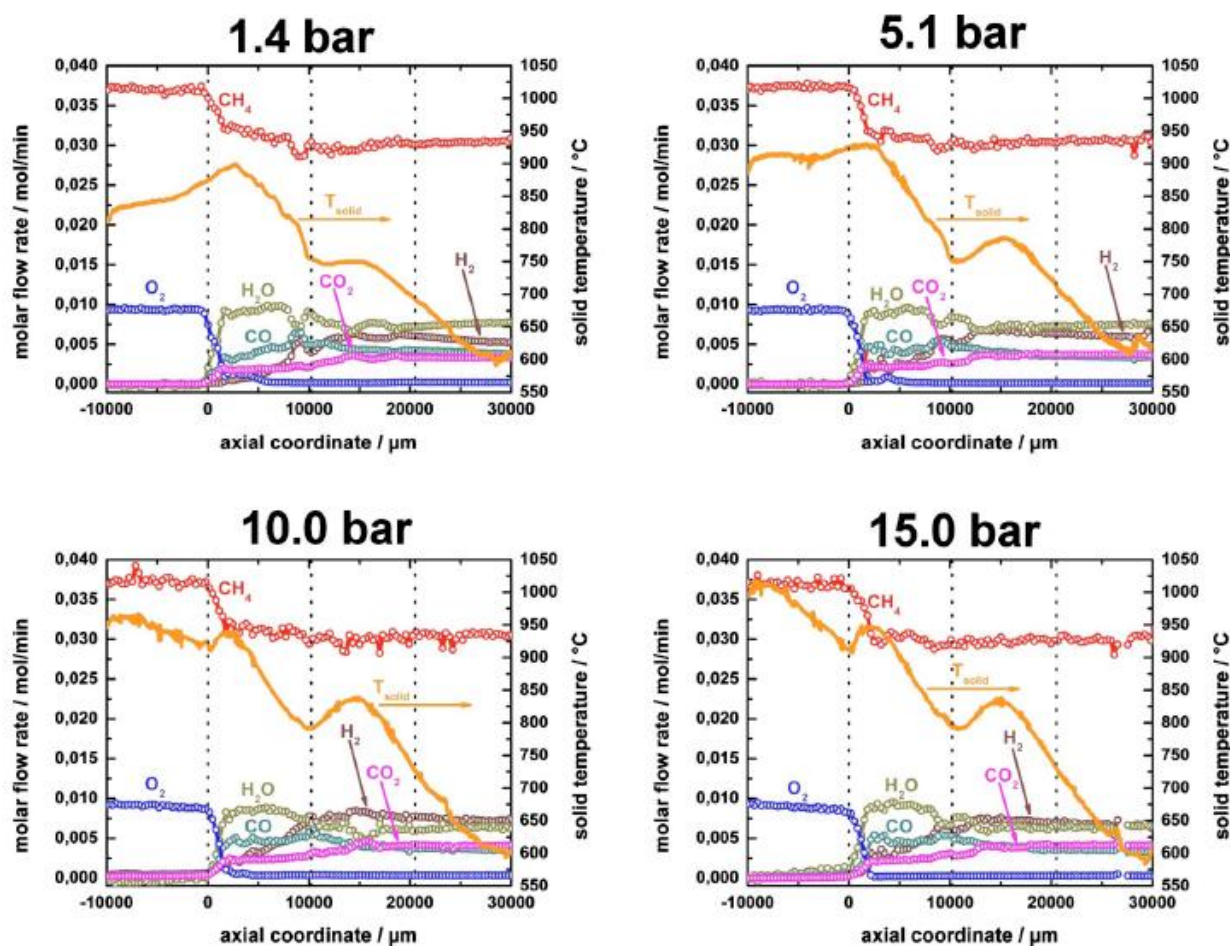 1.4 bar
5.1 bar
0,040
0,035
0,030
0,025
0,020
0,015
0,010
0,005
0,000
molar flow rate / mol/min
CH4
Tsolid
O2
H2O
CO
CO2
H2
1050
1000
950
900
850
800
750
700
650
600
550
solid temperature / °C
-10000 0 10000 20000 30000
axial coordinate / µm
0,040
0,035
0,030
0,025
0,020
0,015
0,010
0,005
0,000
molar flow rate / mol/min
CH4
Tsolid
O2
H2O
CO
CO2
H2
1050
1000
950
900
850
800
750
700
650
600
550
solid temperature / °C
-10000 0 10000 20000 30000
axial coordinate / µm
10.0 bar
15.0 bar
0,040
0,035
0,030
0,025
0,020
0,015
0,010
0,005
0,000
molar flow rate / mol/min
CH4
Tsolid
H2
O2
H2O
CO
CO2
1050
1000
950
900
850
800
750
700
650
600
550
solid temperature / °C
-10000 0 10000 20000 30000
axial coordinate / µm
0,040
0,035
0,030
0,025
0,020
0,015
0,010
0,005
0,000
molar flow rate / mol/min
CH4
Tsolid
H2
O2
H2O
CO
CO2
1050
1000
950
900
850
800
750
700
650
600
550
solid temperature / °C
-10000 0 10000 20000 30000
axial coordinate / µm